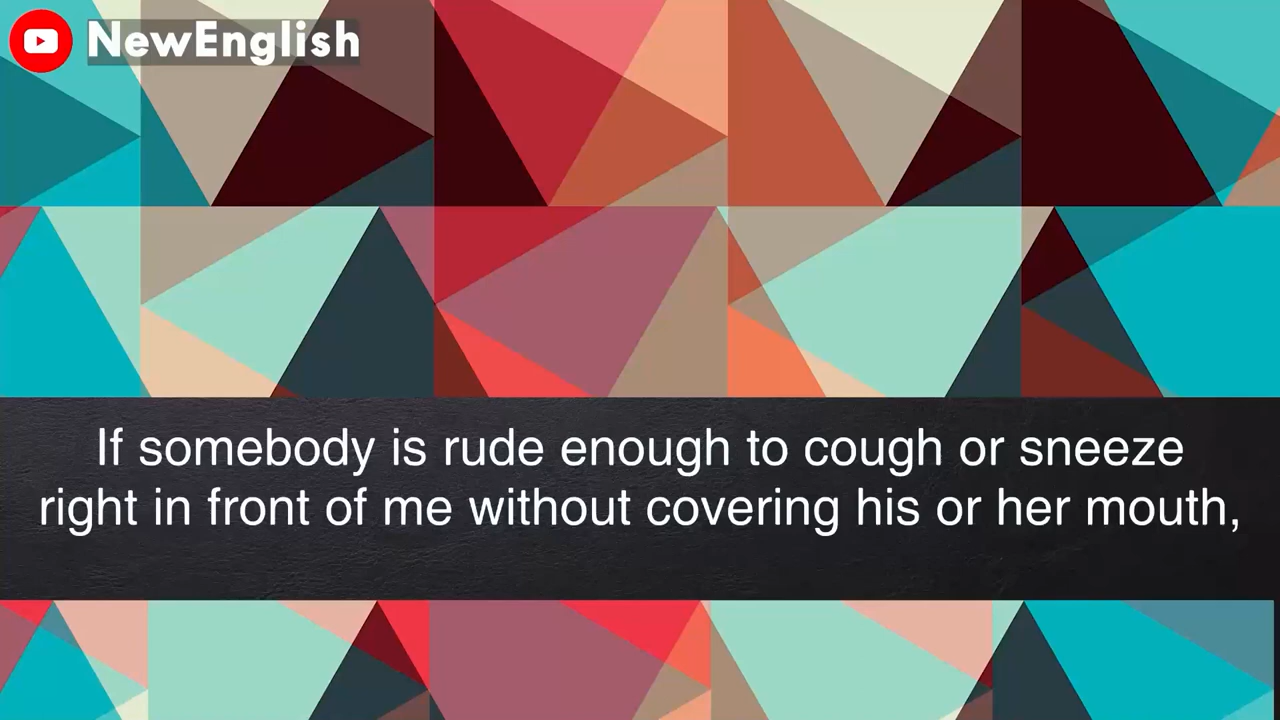 NewEnglish
If somebody is rude enough to cough or sneeze
right in front of me without covering his or her mouth,